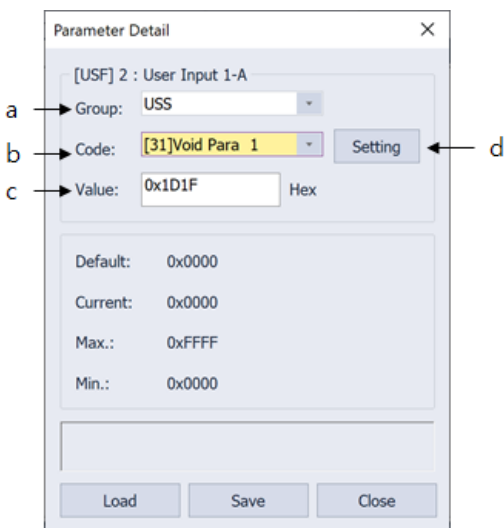 Parameter Detail
[USF] 2 : User Input 1-A
a Group: USS
b Code: [31]Void Para 1 Setting d
c Value: 0x1D1F Hex
Default: 0x0000
Current: 0x0000
Max.: 0xFFFF
Min.: 0x0000
Load Save Close